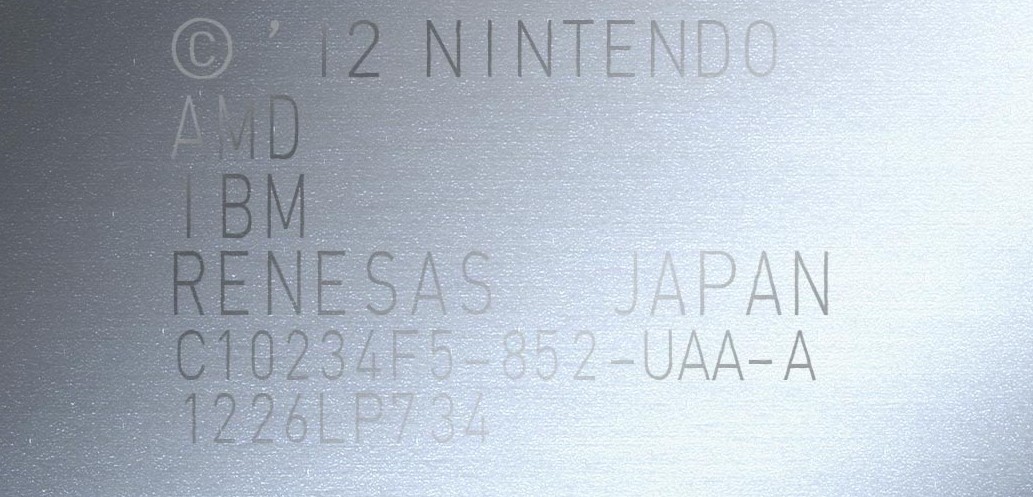 © '12 NINTENDO
AMD
IBM
RENESAS JAPAN
C10234F5-852-UAA-A
1226LP734